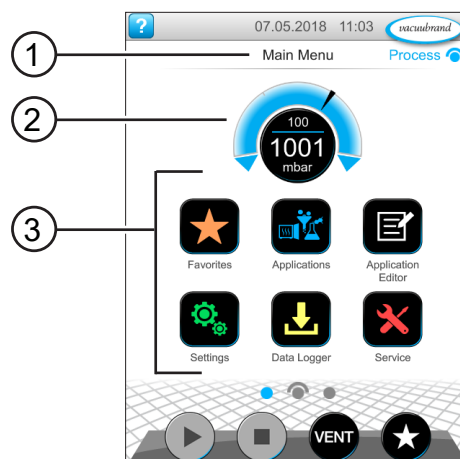 ? 07.05.2018 11:03 vacuubrand
1 Main Menu Process
2
100
1001
mbar
3
Favorites Applications Application
Editor
Settings Data Logger Service
VENT